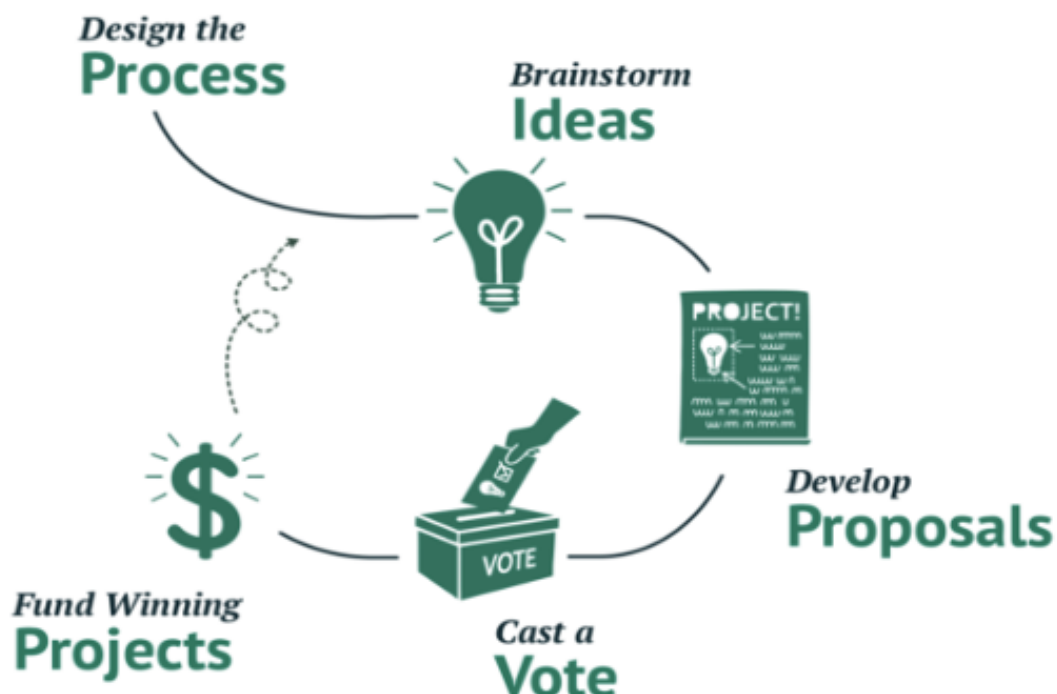 Design the
Process
Brainstorm
Ideas
PROJECT!
Develop
Proposals
VOTE
Cast a
Vote
Fund Winning
Projects